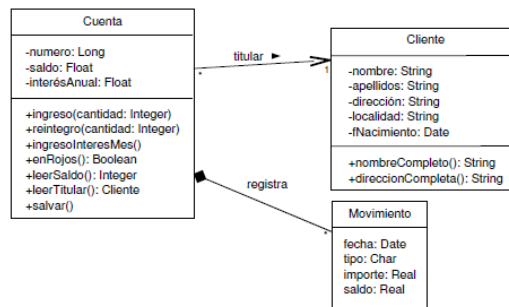 Cuenta
-numero: Long
-saldo: Float
-interésAnual: Float
+ingreso(cantidad: Integer)
+reintegro(cantidad: Integer)
+ingresoInteresMes()
+enRojos(): Boolean
+leerSaldo(): Integer
+leerTitular(): Cliente
+salvar()
titular
*
1
Cliente
-nombre: String
-apellidos: String
-dirección: String
-localidad: String
-fNacimiento: Date
+nombreCompleto(): String
+direccionCompleta(): String
registra
*
Movimiento
fecha: Date
tipo: Char
importe: Real
saldo: Real